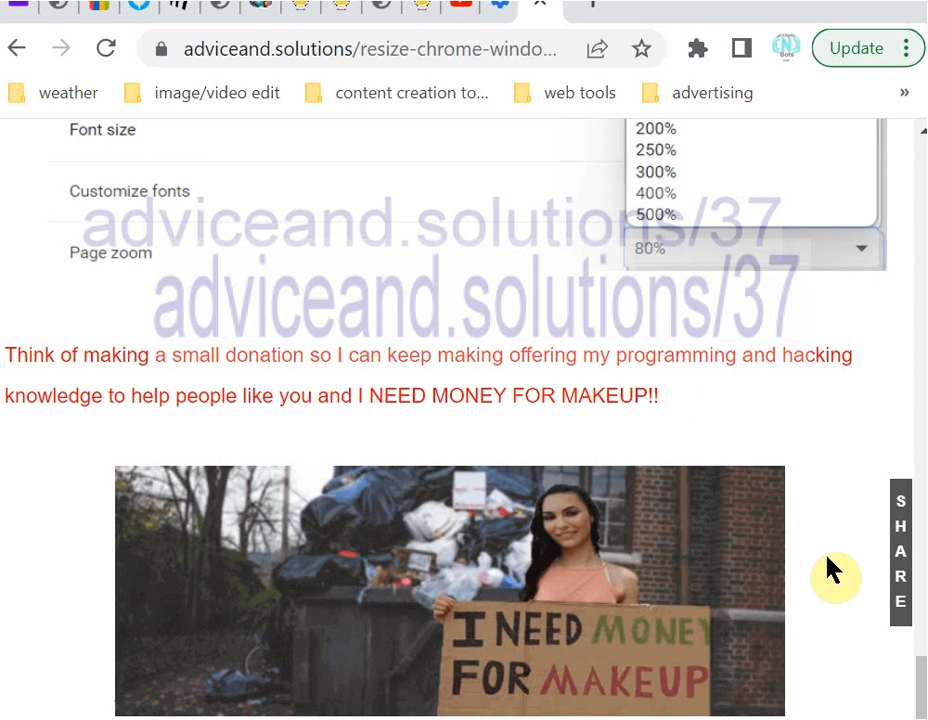 adviceand.solutions/resize-chrome-windo...
Update
weather
image/video edit
content creation to...
web tools
advertising
»
Font size
200%
250%
300%
Customize fonts
400%
adviceand.solutions/37
500%
Page zoom
80%
adviceand.solutions/37
Think of making a small donation so I can keep making offering my programming and hacking
knowledge to help people like you and I NEED MONEY FOR MAKEUP!!
SHARE
I NEED MONEY
FOR MAKEUP